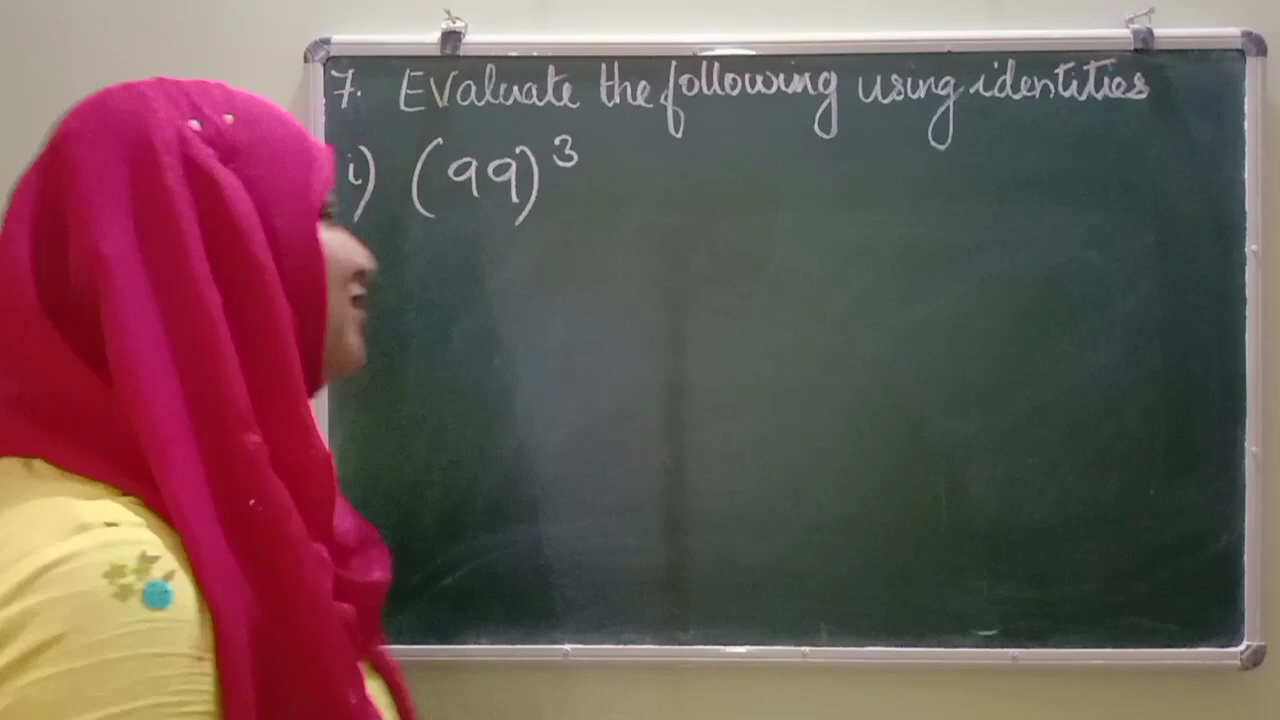 7. Evaluate the following using identities
i) (99)³